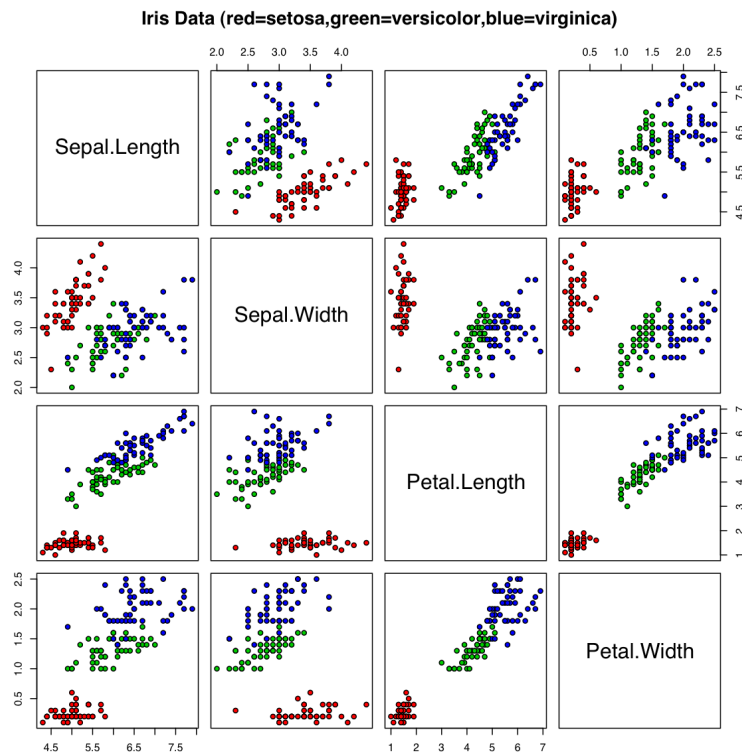 Iris Data (red=setosa,green=versicolor,blue=virginica)
2.0 2.5 3.0 3.5 4.0
0.5 1.0 1.5 2.0 2.5
Sepal.Length
4.5 5.5 6.5 7.5
2.0 2.5 3.0 3.5 4.0
Sepal.Width
Petal.Length
1 2 3 4 5 6 7
0.5 1.0 1.5 2.0 2.5
Petal.Width
4.5 5.5 6.5 7.5
1 2 3 4 5 6 7